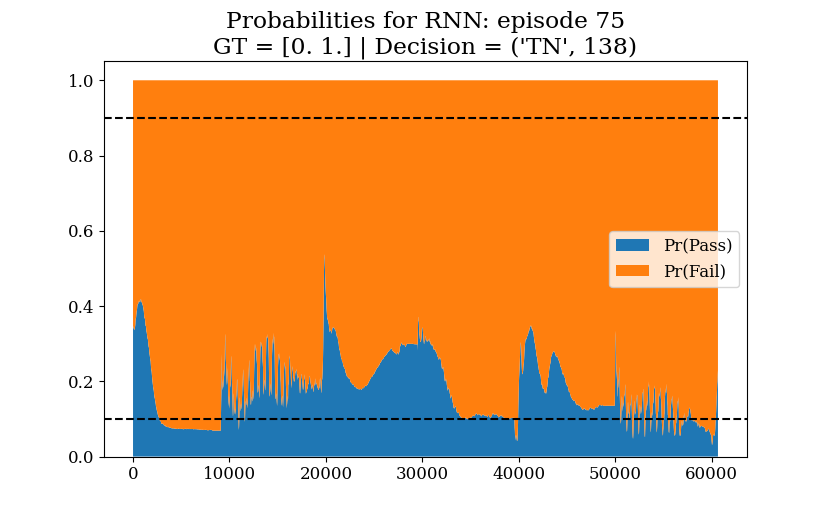 Probabilities for RNN: episode 75
GT = [0. 1.] | Decision = ('TN', 138)
1.0
0.8
0.6
0.4
0.2
0.0
Pr(Pass)
Pr(Fail)
0 10000 20000 30000 40000 50000 60000